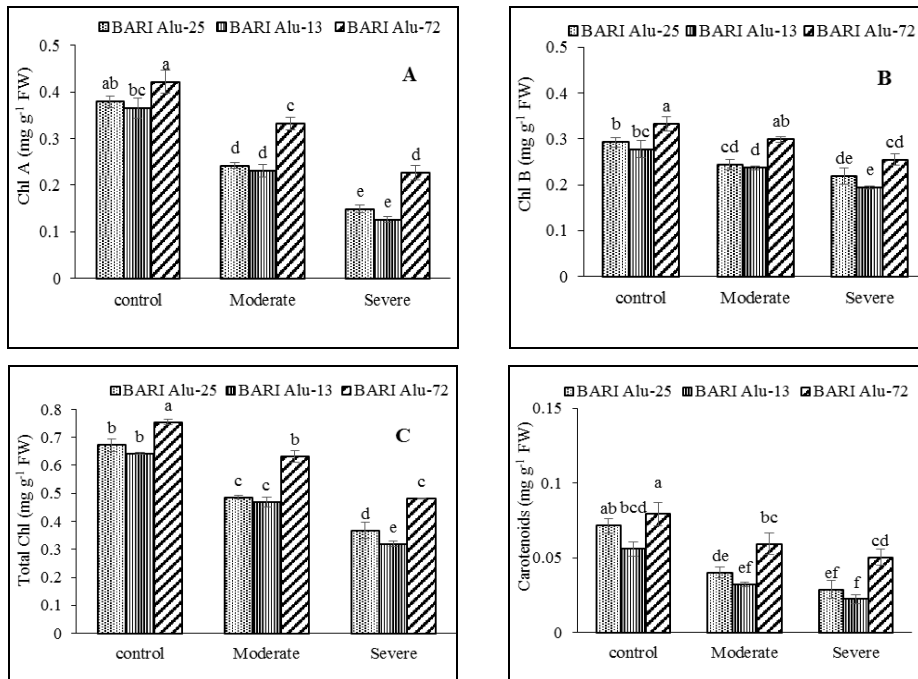 BARI Alu-25 BARI Alu-13 BARI Alu-72
0.5
0.4
0.3
0.2
0.1
0
Chl A (mg g-1 FW)
A
ab bc a
d d c
e e d
control Moderate Severe
BARI Alu-25 BARI Alu-13 BARI Alu-72
0.5
0.4
0.3
0.2
0.1
0
Chl B (mg g-1 FW)
B
b bc a
cd d ab
de e cd
control Moderate Severe
BARI Alu-25 BARI Alu-13 BARI Alu-72
0.8
0.7
0.6
0.5
0.4
0.3
0.2
0.1
0
Total Chl (mg g-1 FW)
C
b b a
c c b
d e c
control Moderate Severe
BARI Alu-25 BARI Alu-13 BARI Alu-72
0.15
0.1
0.05
0
Carotenoids (mg g-1 FW)
ab bcd a
de ef bc
ef f cd
control Moderate Severe